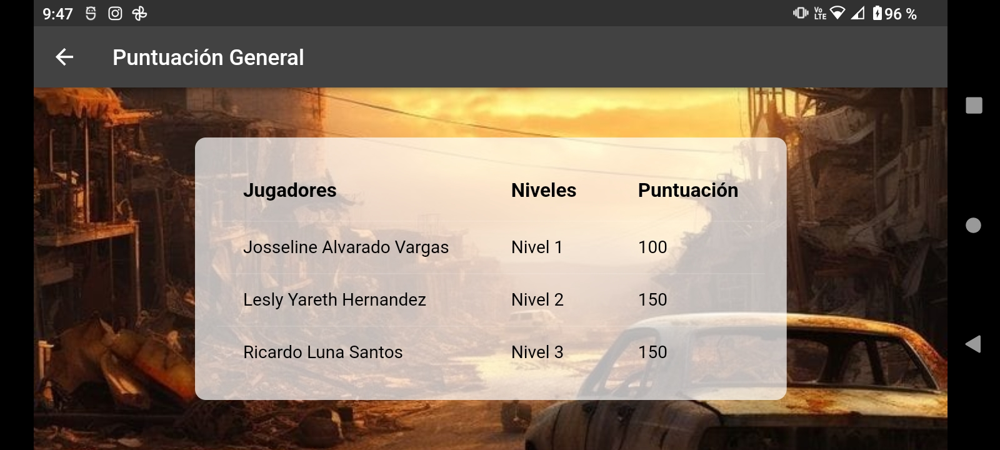 9:47 Vo LTE 96 %
Puntuación General
Jugadores Niveles Puntuación
Josseline Alvarado Vargas Nivel 1 100
Lesly Yareth Hernandez Nivel 2 150
Ricardo Luna Santos Nivel 3 150